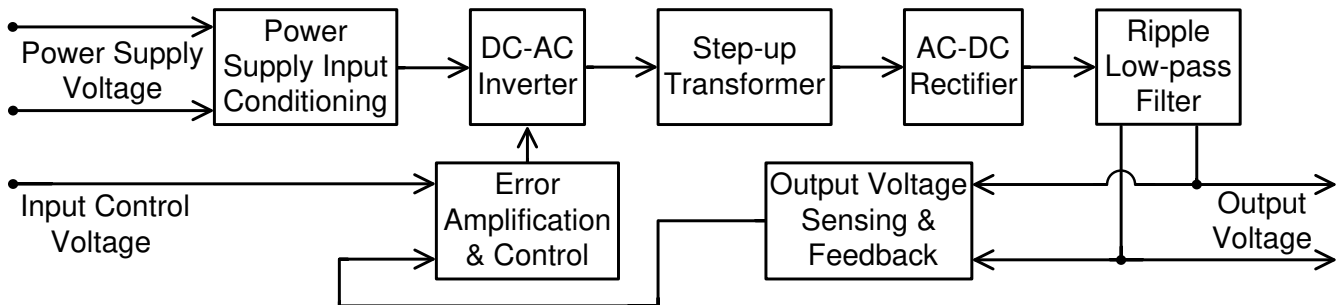 Power Supply
Voltage
Power
Supply Input
Conditioning
DC-AC
Inverter
Step-up
Transformer
AC-DC
Rectifier
Ripple
Low-pass
Filter
Input Control
Voltage
Error
Amplification
& Control
Output Voltage
Sensing &
Feedback
Output
Voltage